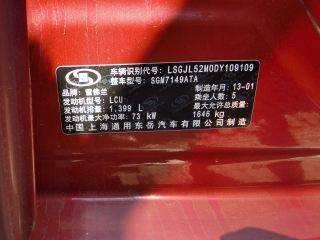 车辆识别代号: LSGJL52M0DY109109
整车型号: SGM7149ATA
品牌: 雪佛兰 制造年月: 13-01
发动机型号: LCU 乘坐人数: 5
发动机排量: 1.399 L 最大允许总质量:
发动机最大净功率: 73 kW 1646 kg
中国上海通用东岳汽车有限公司制造